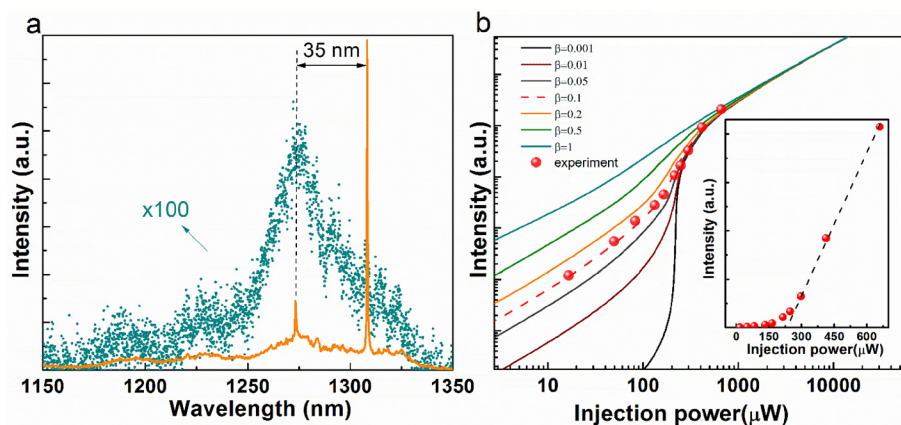 a
35 nm
x100
Intensity (a.u.)
1150
1200
1250
1300
1350
Wavelength (nm)
b
β=0.001
β=0.01
β=0.05
β=0.1
β=0.2
β=0.5
β=1
experiment
Intensity (a.u.)
10
100
1000
10000
Injection power(μW)
Intensity (a.u.)
0
150
300
450
600
Injection power(μW)